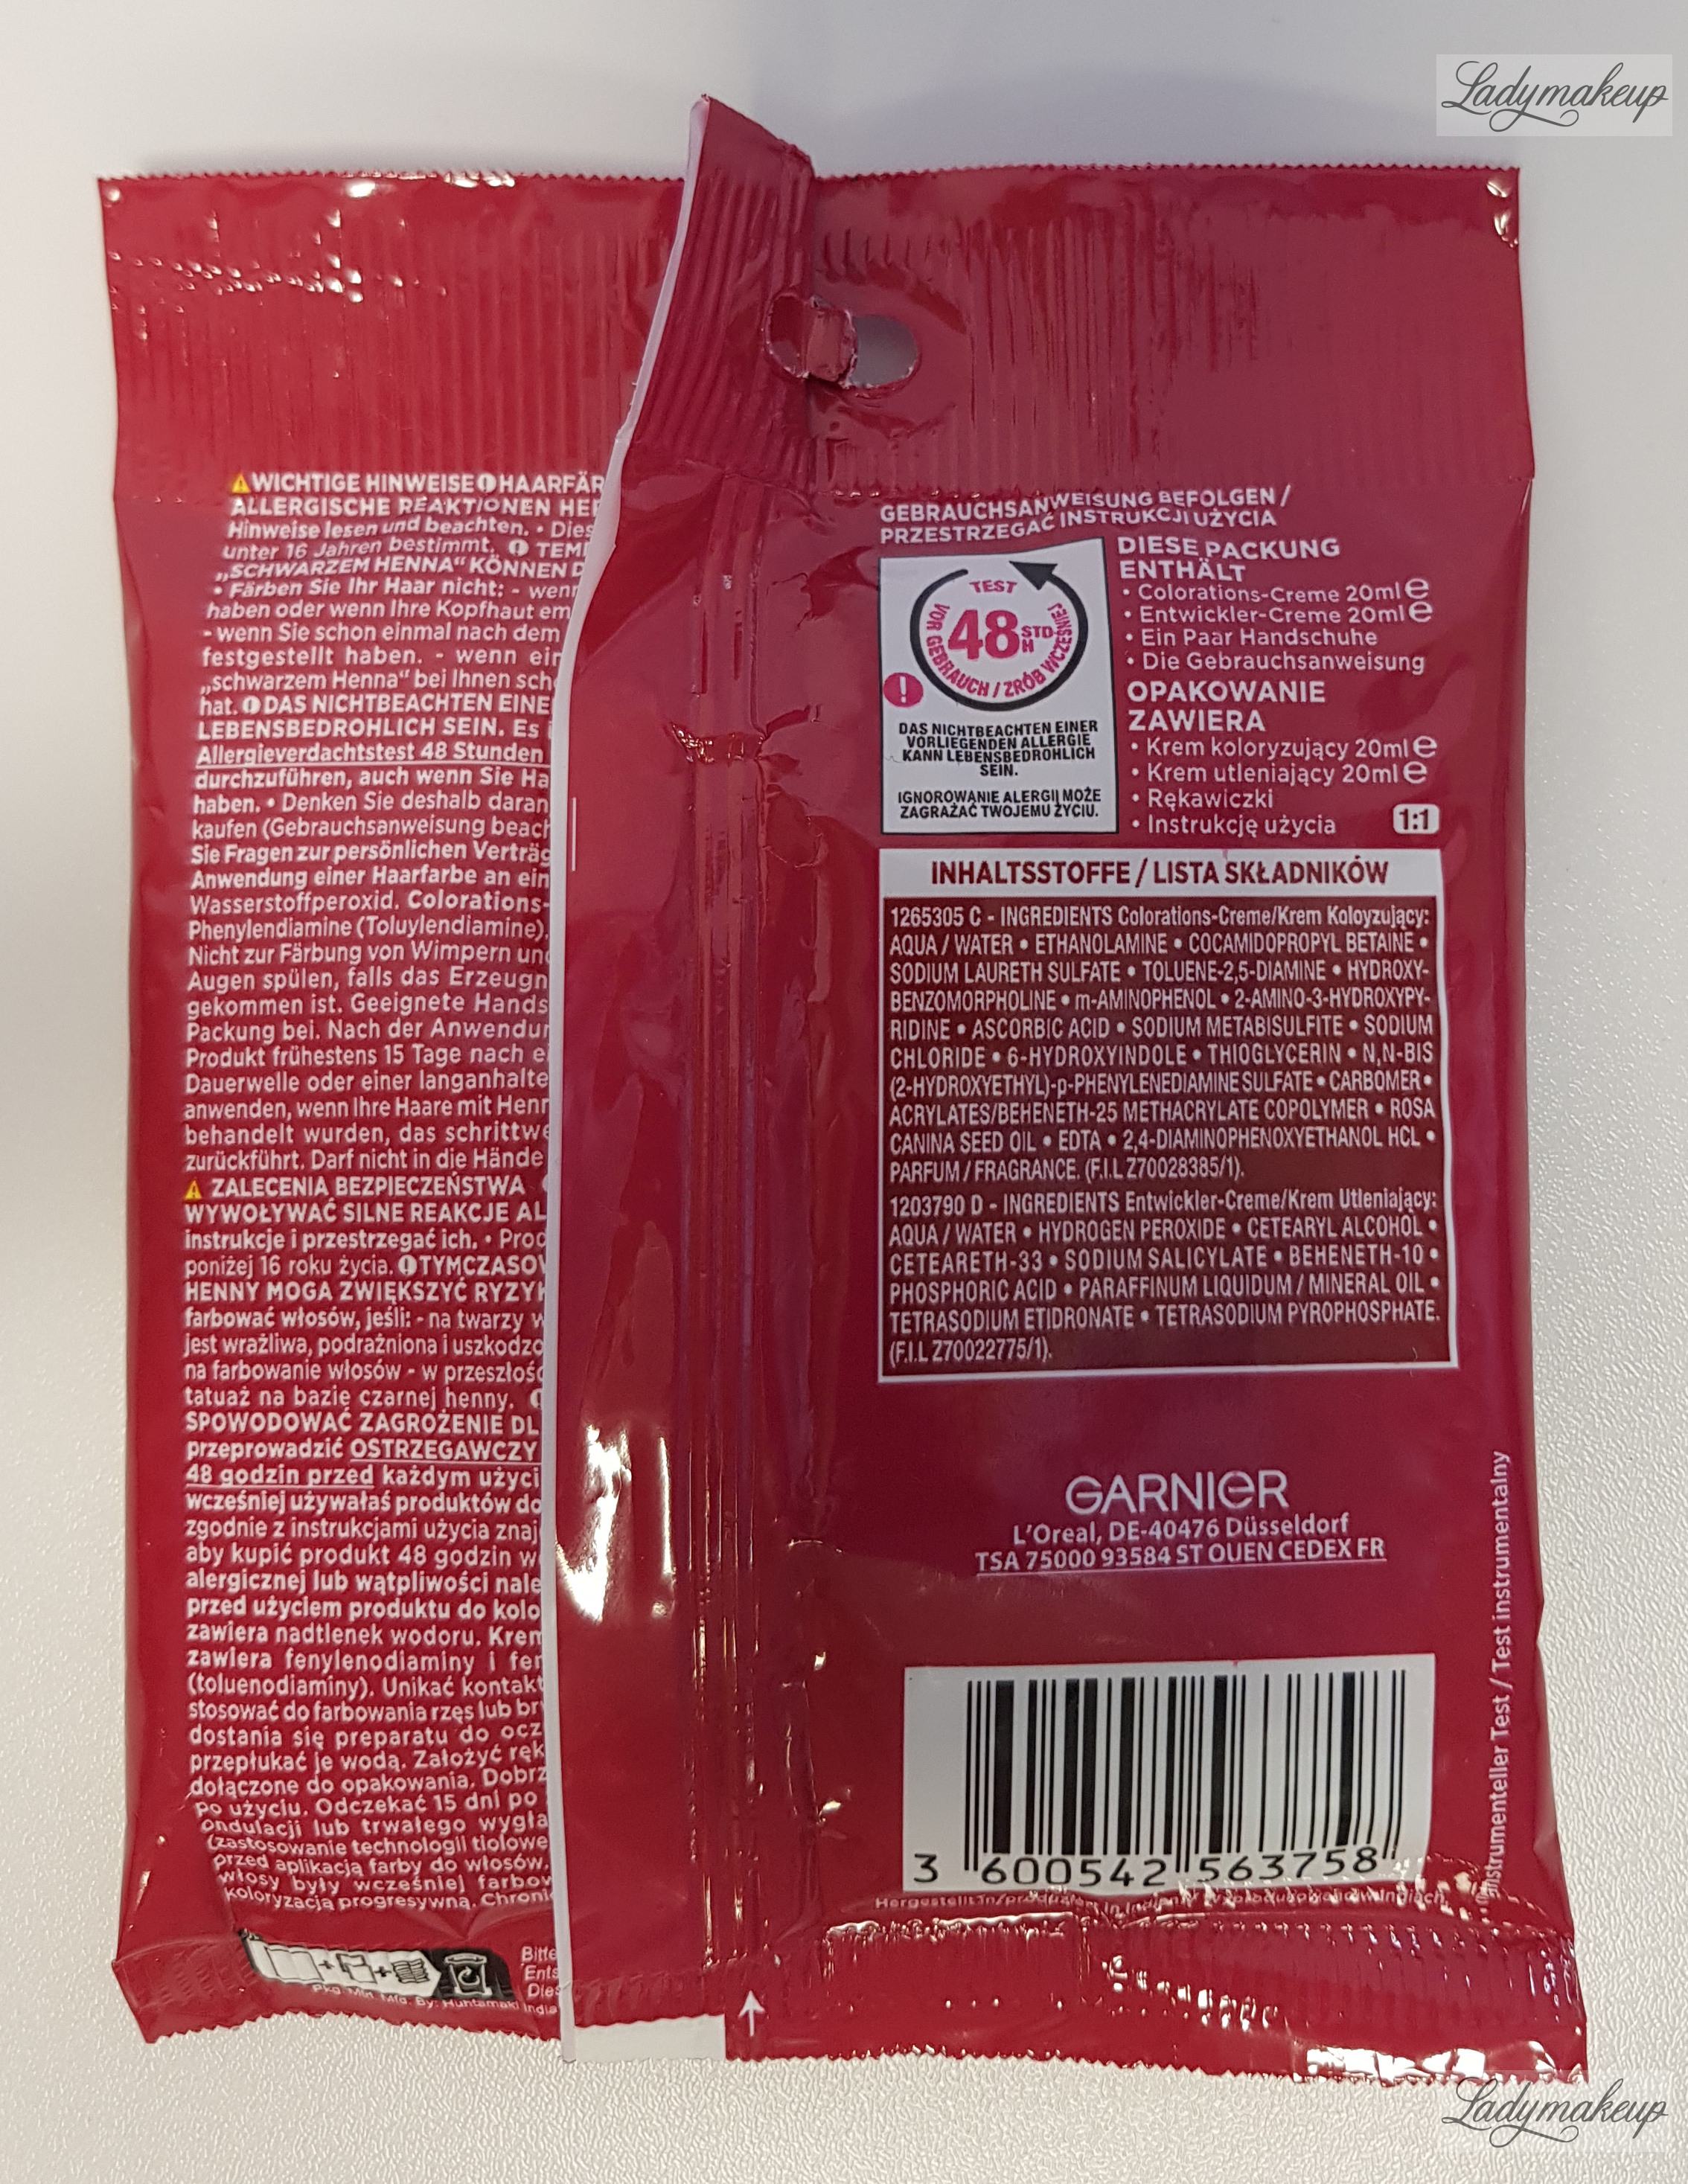 Ladymakeup
WICHTIGE HINWEISE HAARFÄR
ALLERGISCHE REAKTIONEN HE
Hinweise lesen und beachten. • Dies
unter 16 Jahren bestimmt. TEM
„SCHWARZEM HENNA“ KÖNNEN D
• Färben Sie Ihr Haar nicht: - wenn
haben oder wenn Ihre Kopfhaut em
- wenn Sie schon einmal nach dem
festgestellt haben. - wenn ein
„schwarzem Henna“ bei Ihnen sch
hat. DAS NICHTBEACHTEN EINE
LEBENSBEDROHLICH SEIN. Es
Allergieverdachtstest 48 Stunden
durchzuführen, auch wenn Sie Ha
haben. • Denken Sie deshalb daran
kaufen (Gebrauchsanweisung beach
Sie Fragen zur persönlichen Verträg
Anwendung einer Haarfarbe an ein
Wasserstoffperoxid. Colorations-
Phenylendiamine (Toluylendiamine).
Nicht zur Färbung von Wimpern und
Augen spülen, falls das Erzeugn
gekommen ist. Geeignete Hands
Packung bei. Nach der Anwendun
Produkt frühestens 15 Tage nach e
Dauerwelle oder einer langanhalte
anwenden, wenn Ihre Haare mit Henn
behandelt wurden, das schrittwe
zurückführt. Darf nicht in die Hände
ZALECENIA BEZPIECZEŃSTWA
WYWOŁYWAĆ SILNE REAKCJE AL
instrukcje i przestrzegać ich. • Prod
poniżej 16 roku życia. TYMCZASOW
HENNY MOGA ZWIĘKSZYĆ RYZYK
farbować włosów, jeśli: - na twarzy w
jest wrażliwa, podrażniona i uszkodzo
na farbowanie włosów - w przeszłośc
tatuaż na bazie czarnej henny.
SPOWODOWAĆ ZAGROŻENIE DL
przeprowadzić OSTRZEGAWCZY
48 godzin przed każdym użyci
wcześniej używałaś produktów do
zgodnie z instrukcjami użycia znaj
aby kupić produkt 48 godzin w
alergicznej lub wątpliwości nale
przed użyciem produktu do kolo
zawiera nadtlenek wodoru. Krem
zawiera fenylenodiaminy i fen
(toluenodiaminy). Unikać kontakt
stosować do farbowania rzęs lub br
dostania się preparatu do ocz
przepłukać je wodą. Założyć ręk
dołączone do opakowania. Dobrz
po użyciu. Odczekać 15 dni po
ondulacji lub trwałego wygła
(zastosowanie technologii tiolowe
przed aplikacją farby do włosów,
włosy były wcześniej farbow
koloryzacją progresywną. Chroni
Bitte
Ents
Dies
Pkg Mtrl Mfd. By: Huhtamaki India
GEBRAUCHSANWEISUNG BEFOLGEN /
PRZESTRZEGAĆ INSTRUKCJI UŻYCIA
TEST
48 STD H
VOR GEBRAUCH / ZRÓB WCZEŚNIEJ
DAS NICHTBEACHTEN EINER
VORLIEGENDEN ALLERGIE
KANN LEBENSBEDROHLICH
SEIN.
IGNOROWANIE ALERGII MOŻE
ZAGRAŻAĆ TWOJEMU ŻYCIU.
DIESE PACKUNG
ENTHÄLT
• Colorations-Creme 20ml ℮
• Entwickler-Creme 20ml ℮
• Ein Paar Handschuhe
• Die Gebrauchsanweisung
OPAKOWANIE
ZAWIERA
• Krem koloryzujący 20ml ℮
• Krem utleniający 20ml ℮
• Rękawiczki
• Instrukcję użycia
1:1
INHALTSSTOFFE / LISTA SKŁADNIKÓW
1265305 C - INGREDIENTS Colorations-Creme/Krem Koloyzujący:
AQUA / WATER • ETHANOLAMINE • COCAMIDOPROPYL BETAINE •
SODIUM LAURETH SULFATE • TOLUENE-2,5-DIAMINE • HYDROXY-
BENZOMORPHOLINE • m-AMINOPHENOL • 2-AMINO-3-HYDROXYPY-
RIDINE • ASCORBIC ACID • SODIUM METABISULFITE • SODIUM
CHLORIDE • 6-HYDROXYINDOLE • THIOGLYCERIN • N,N-BIS
(2-HYDROXYETHYL)-p-PHENYLENEDIAMINE SULFATE • CARBOMER •
ACRYLATES/BEHENETH-25 METHACRYLATE COPOLYMER • ROSA
CANINA SEED OIL • EDTA • 2,4-DIAMINOPHENOXYETHANOL HCL •
PARFUM / FRAGRANCE. (F.I.L Z70028385/1).
1203790 D - INGREDIENTS Entwickler-Creme/Krem Utleniający:
AQUA / WATER • HYDROGEN PEROXIDE • CETEARYL ALCOHOL •
CETEARETH-33 • SODIUM SALICYLATE • BEHENETH-10 •
PHOSPHORIC ACID • PARAFFINUM LIQUIDUM / MINERAL OIL •
TETRASODIUM ETIDRONATE • TETRASODIUM PYROPHOSPHATE.
(F.I.L Z70022775/1).
GARNIER
L'Oreal, DE-40476 Düsseldorf
TSA 75000 93584 ST OUEN CEDEX FR
Instrumenteller Test / Test instrumentalny
3 600542 563758
Hergestellt in/
Ladymakeup